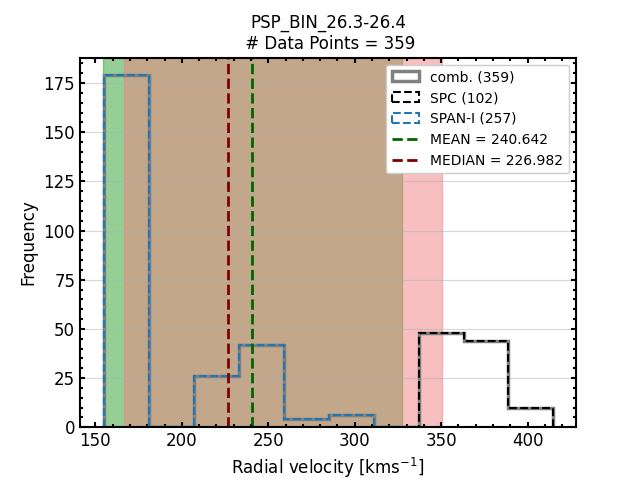 PSP_BIN_26.3-26.4
# Data Points = 359
comb. (359)
SPC (102)
SPAN-I (257)
MEAN = 240.642
MEDIAN = 226.982
Frequency
175
150
125
100
75
50
25
0
150 200 250 300 350 400
Radial velocity [kms⁻¹]